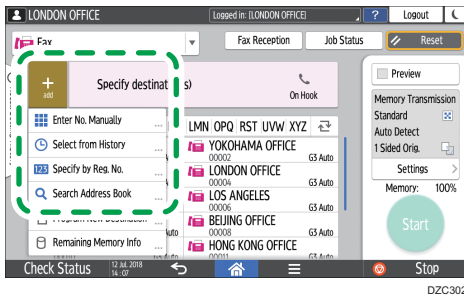 LONDON OFFICE
Logged in: [LONDON OFFICE]
? Logout
Fax
Fax Reception
Job Status
Reset
add
Specify destinat s)
On Hook
Preview
Memory Transmission
Standard
Auto Detect
1 Sided Orig.
Settings
Memory: 100%
Start
Enter No. Manually ...
Select from History ...
123 Specify by Reg. No. ...
Search Address Book ...
Remaining Memory Info ...
LMN OPQ RST UVW XYZ
YOKOHAMA OFFICE
00002 G3 Auto
LONDON OFFICE
00004 G3 Auto
LOS ANGELES
00006 G3 Auto
BEIJING OFFICE
00008 G3 Auto
HONG KONG OFFICE
00011 G3 Auto
Check Status
12 Jul. 2018
14:07
Stop
DZC302